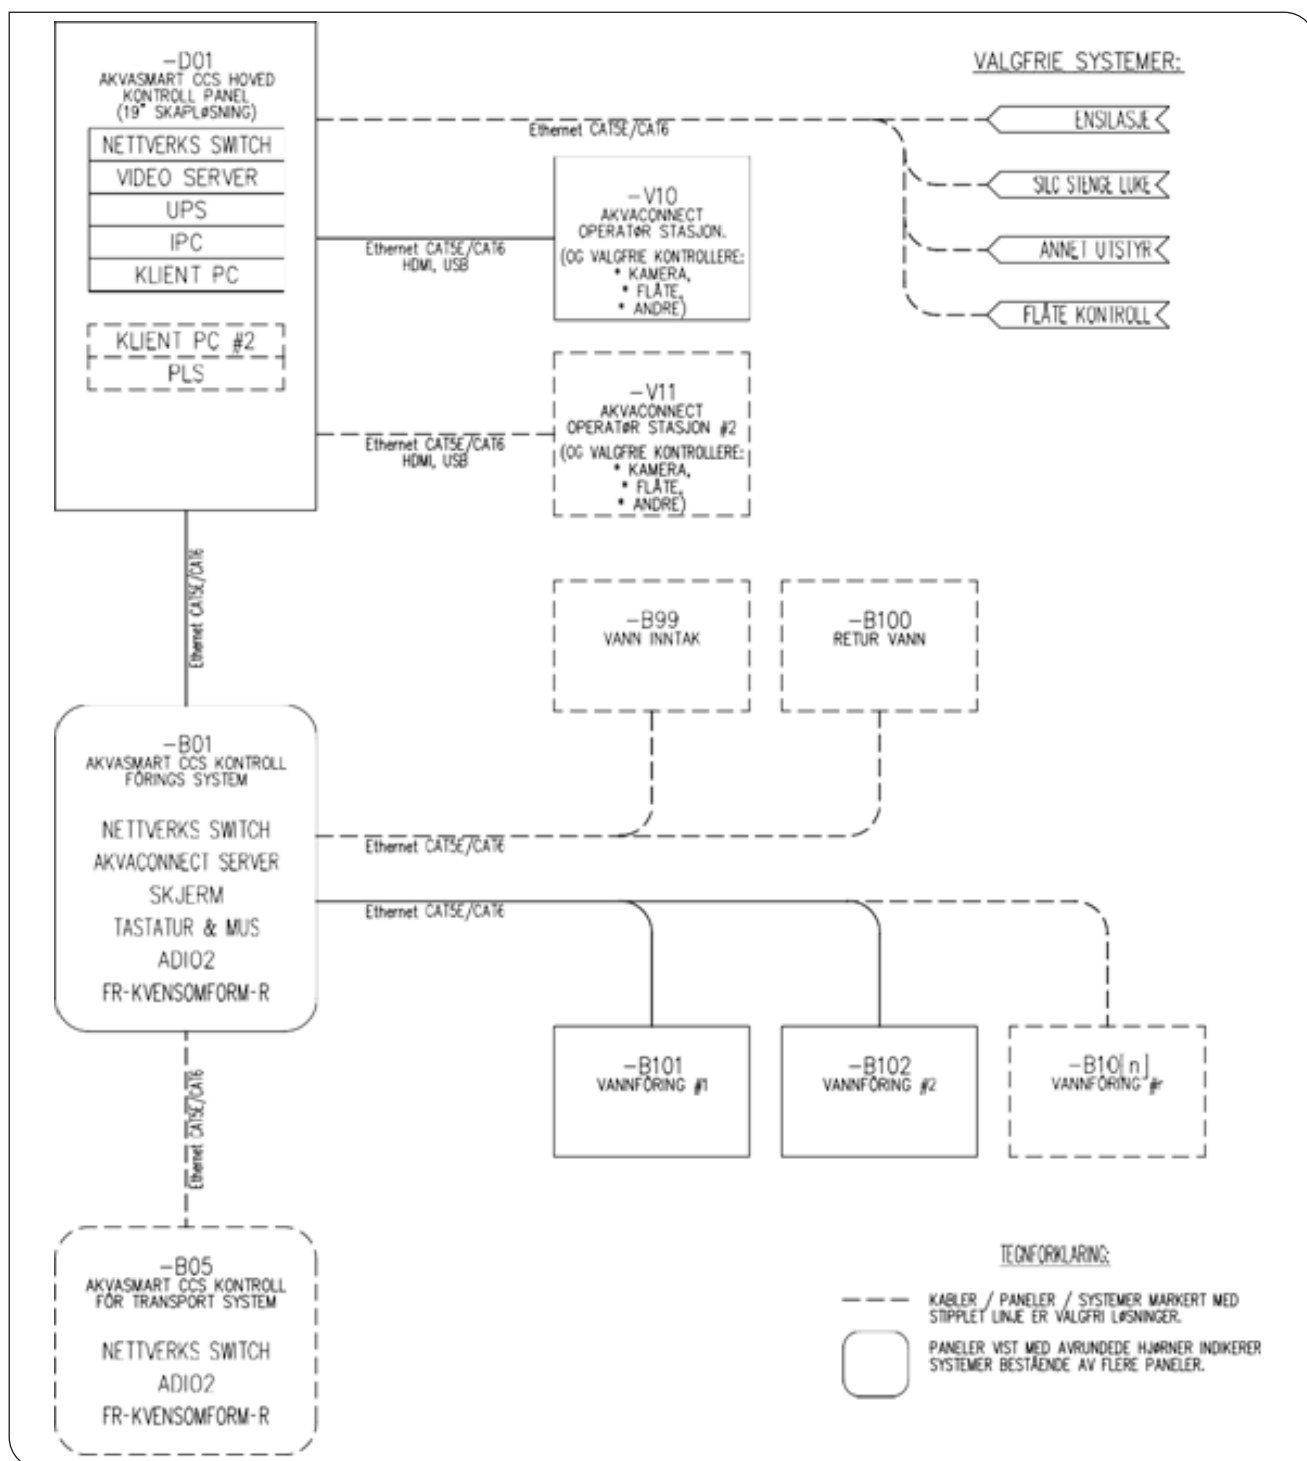 -D01
AKVASMART CCS HOVED
KONTROLL PANEL
(19" SKAPLØSNING)
NETTVERKS SWITCH
VIDEO SERVER
UPS
IPC
KLIENT PC
KLIENT PC #2
PLS
VALGFRIE SYSTEMER:
Ethernet CAT5E/CAT6
ENSILASJE
SILO STENGE LUKE
ANNET UTSTYR
FLÅTE KONTROLL
Ethernet CAT5E/CAT6
HDMI, USB
-V10
AKVACONNECT
OPERATØR STASJON.
(OG VALGFRIE KONTROLLERE:
* KAMERA,
* FLÅTE,
* ANDRE)
Ethernet CAT5E/CAT6
HDMI, USB
-V11
AKVACONNECT
OPERATØR STASJON #2
(OG VALGFRIE KONTROLLERE:
* KAMERA,
* FLÅTE,
* ANDRE)
Ethernet CAT5E/CAT6
-B99
VANN INNTAK
-B100
RETUR VANN
-B01
AKVASMART CCS KONTROLL
FÔRINGS SYSTEM
NETTVERKS SWITCH
AKVACONNECT SERVER
SKJERM
TASTATUR & MUS
ADIO2
FR-KVENSOMFORM-R
Ethernet CAT5E/CAT6
Ethernet CAT5E/CAT6
-B101
VANNFÔRING #1
-B102
VANNFÔRING #2
-B10[n]
VANNFÔRING
Ethernet CAT5E/CAT6
-B05
AKVASMART CCS KONTROLL
FÔR TRANSPORT SYSTEM
NETTVERKS SWITCH
ADIO2
FR-KVENSOMFORM-R
TEGNFORKLARING:
KABLER / PANELER / SYSTEMER MARKERT MED
STIPPLET LINJE ER VALGFRI LØSNINGER.
PANELER VIST MED AVRUNDEDE HJØRNER INDIKERER
SYSTEMER BESTÅENDE AV FLERE PANELER.